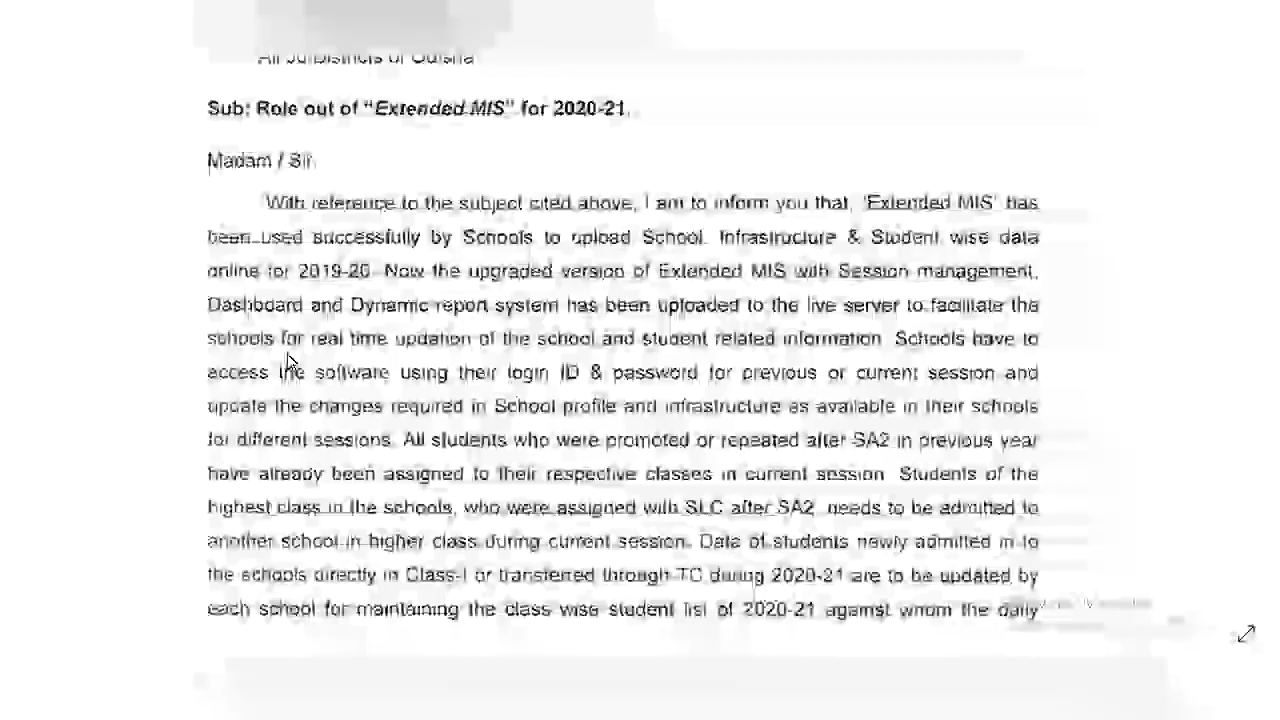 All Subdistricts of Odisha
Sub: Role out of “Extended MIS” for 2020-21.
Madam / Sir
With reference to the subject cited above, I am to inform you that, ‘Extended MIS’ has
been used successfully by Schools to upload School, Infrastructure & Student wise data
online for 2019-20. Now the upgraded version of Extended MIS with Session management,
Dashboard and Dynamic report system has been uploaded to the live server to facilitate the
schools for real time updation of the school and student related information. Schools have to
access the software using their login ID & password for previous or current session and
update the changes required in School profile and infrastructure as available in their schools
for different sessions. All students who were promoted or repeated after SA2 in previous year
have already been assigned to their respective classes in current session. Students of the
highest class in the schools, who were assigned with SLC after SA2, needs to be admitted to
another school in higher class during current session. Data of students newly admitted in to
the schools directly in Class-I or transferred through TC during 2020-21 are to be updated by
each school for maintaining the class wise student list of 2020-21 against whom the daily